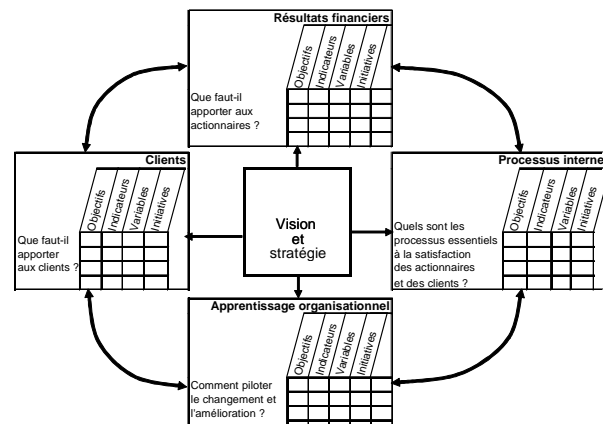 Résultats financiers
Objectifs
Indicateurs
Variables
Initiatives
Que faut-il
apporter aux
actionnaires ?
Clients
Objectifs
Indicateurs
Variables
Initiatives
Que faut-il
apporter
aux clients ?
Vision
et
stratégie
Processus interne
Objectifs
Indicateurs
Variables
Initiatives
Quels sont les
processus essentiels
à la satisfaction
des actionnaires
et des clients ?
Apprentissage organisationnel
Objectifs
Indicateurs
Variables
Initiatives
Comment piloter
le changement et
l'amélioration ?